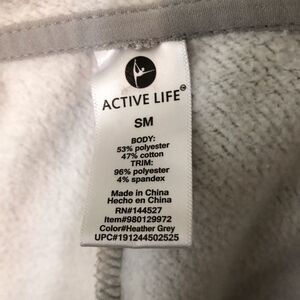 ACTIVE LIFE
SM
BODY:
53% polyester
47% cotton
TRIM:
96% polyester
4% spandex
Made in China
Hecho en China
RN#144527
Item#980129972
Color#Heather Grey
UPC#191244502525